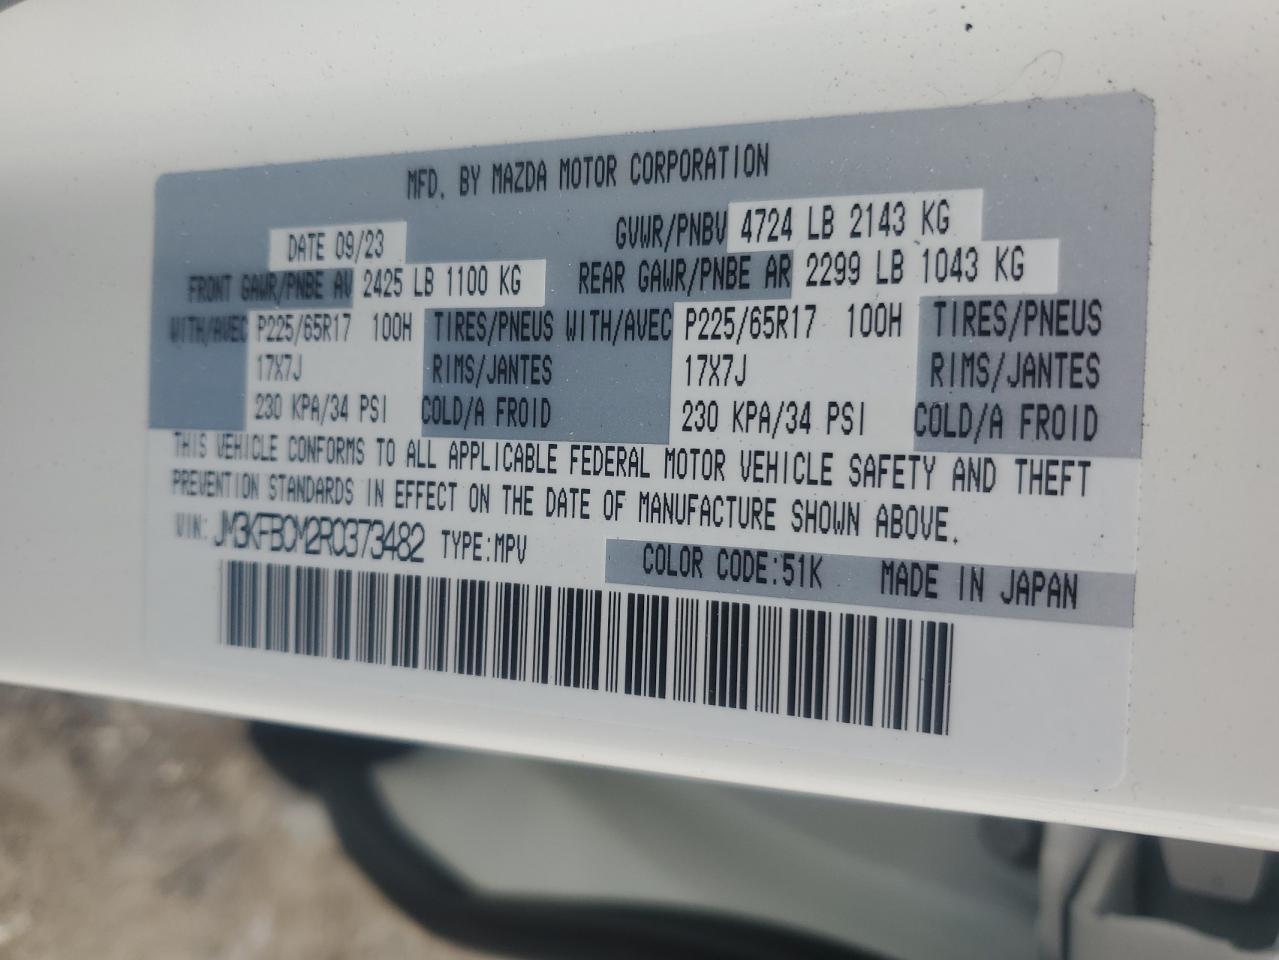 MFD. BY MAZDA MOTOR CORPORATION
DATE 09/23 GVWR/PNBV 4724 LB 2143 KG
FRONT GAWR/PNBE AV 2425 LB 1100 KG REAR GAWR/PNBE AR 2299 LB 1043 KG
WITH/AVEC P225/65R17 100H TIRES/PNEUS WITH/AVEC P225/65R17 100H TIRES/PNEUS
17X7J RIMS/JANTES 17X7J RIMS/JANTES
230 KPA/34 PSI COLD/A FROID 230 KPA/34 PSI COLD/A FROID
THIS VEHICLE CONFORMS TO ALL APPLICABLE FEDERAL MOTOR VEHICLE SAFETY AND THEFT
PREVENTION STANDARDS IN EFFECT ON THE DATE OF MANUFACTURE SHOWN ABOVE.
VIN: JM3KFBCM2R0373482 TYPE:MPV COLOR CODE:51K MADE IN JAPAN